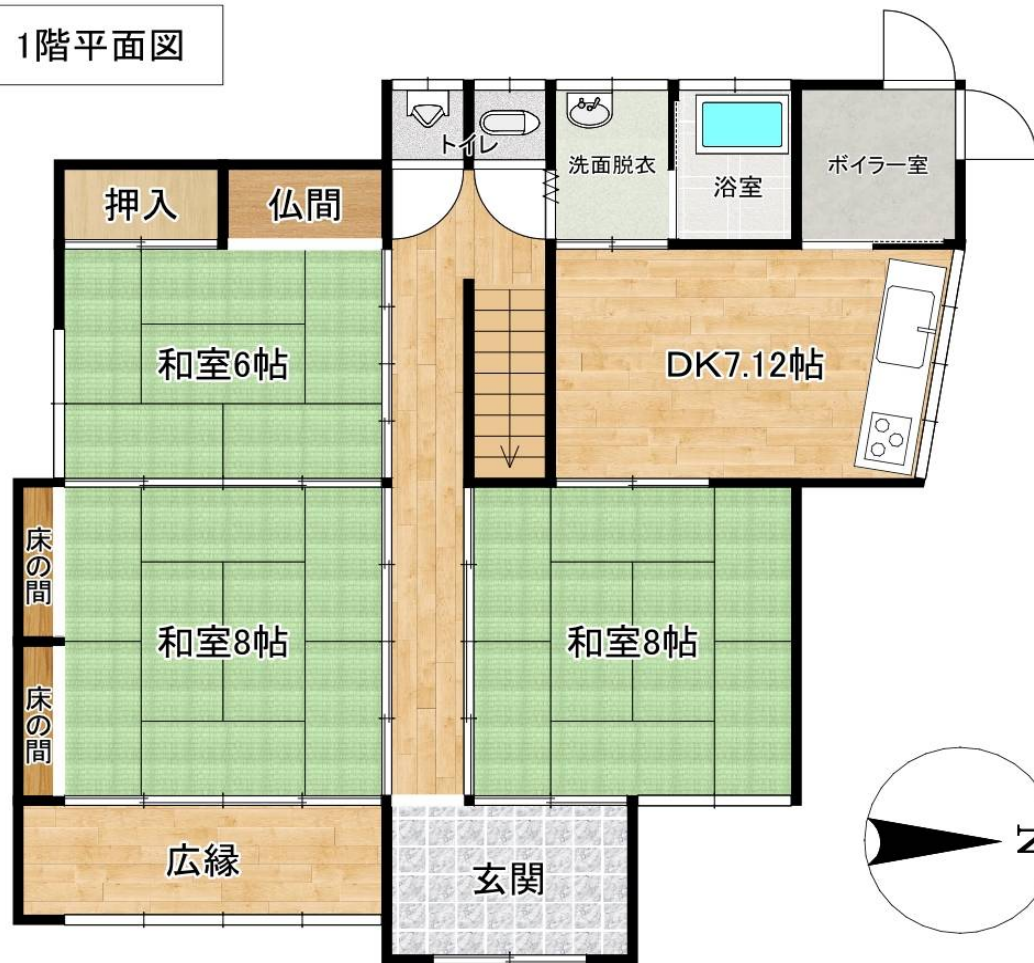 1階平面図
トイレ
洗面脱衣
浴室
ボイラー室
押入
仏間
和室6帖
DK7.12帖
床の間
和室8帖
和室8帖
床の間
広縁
玄関
N